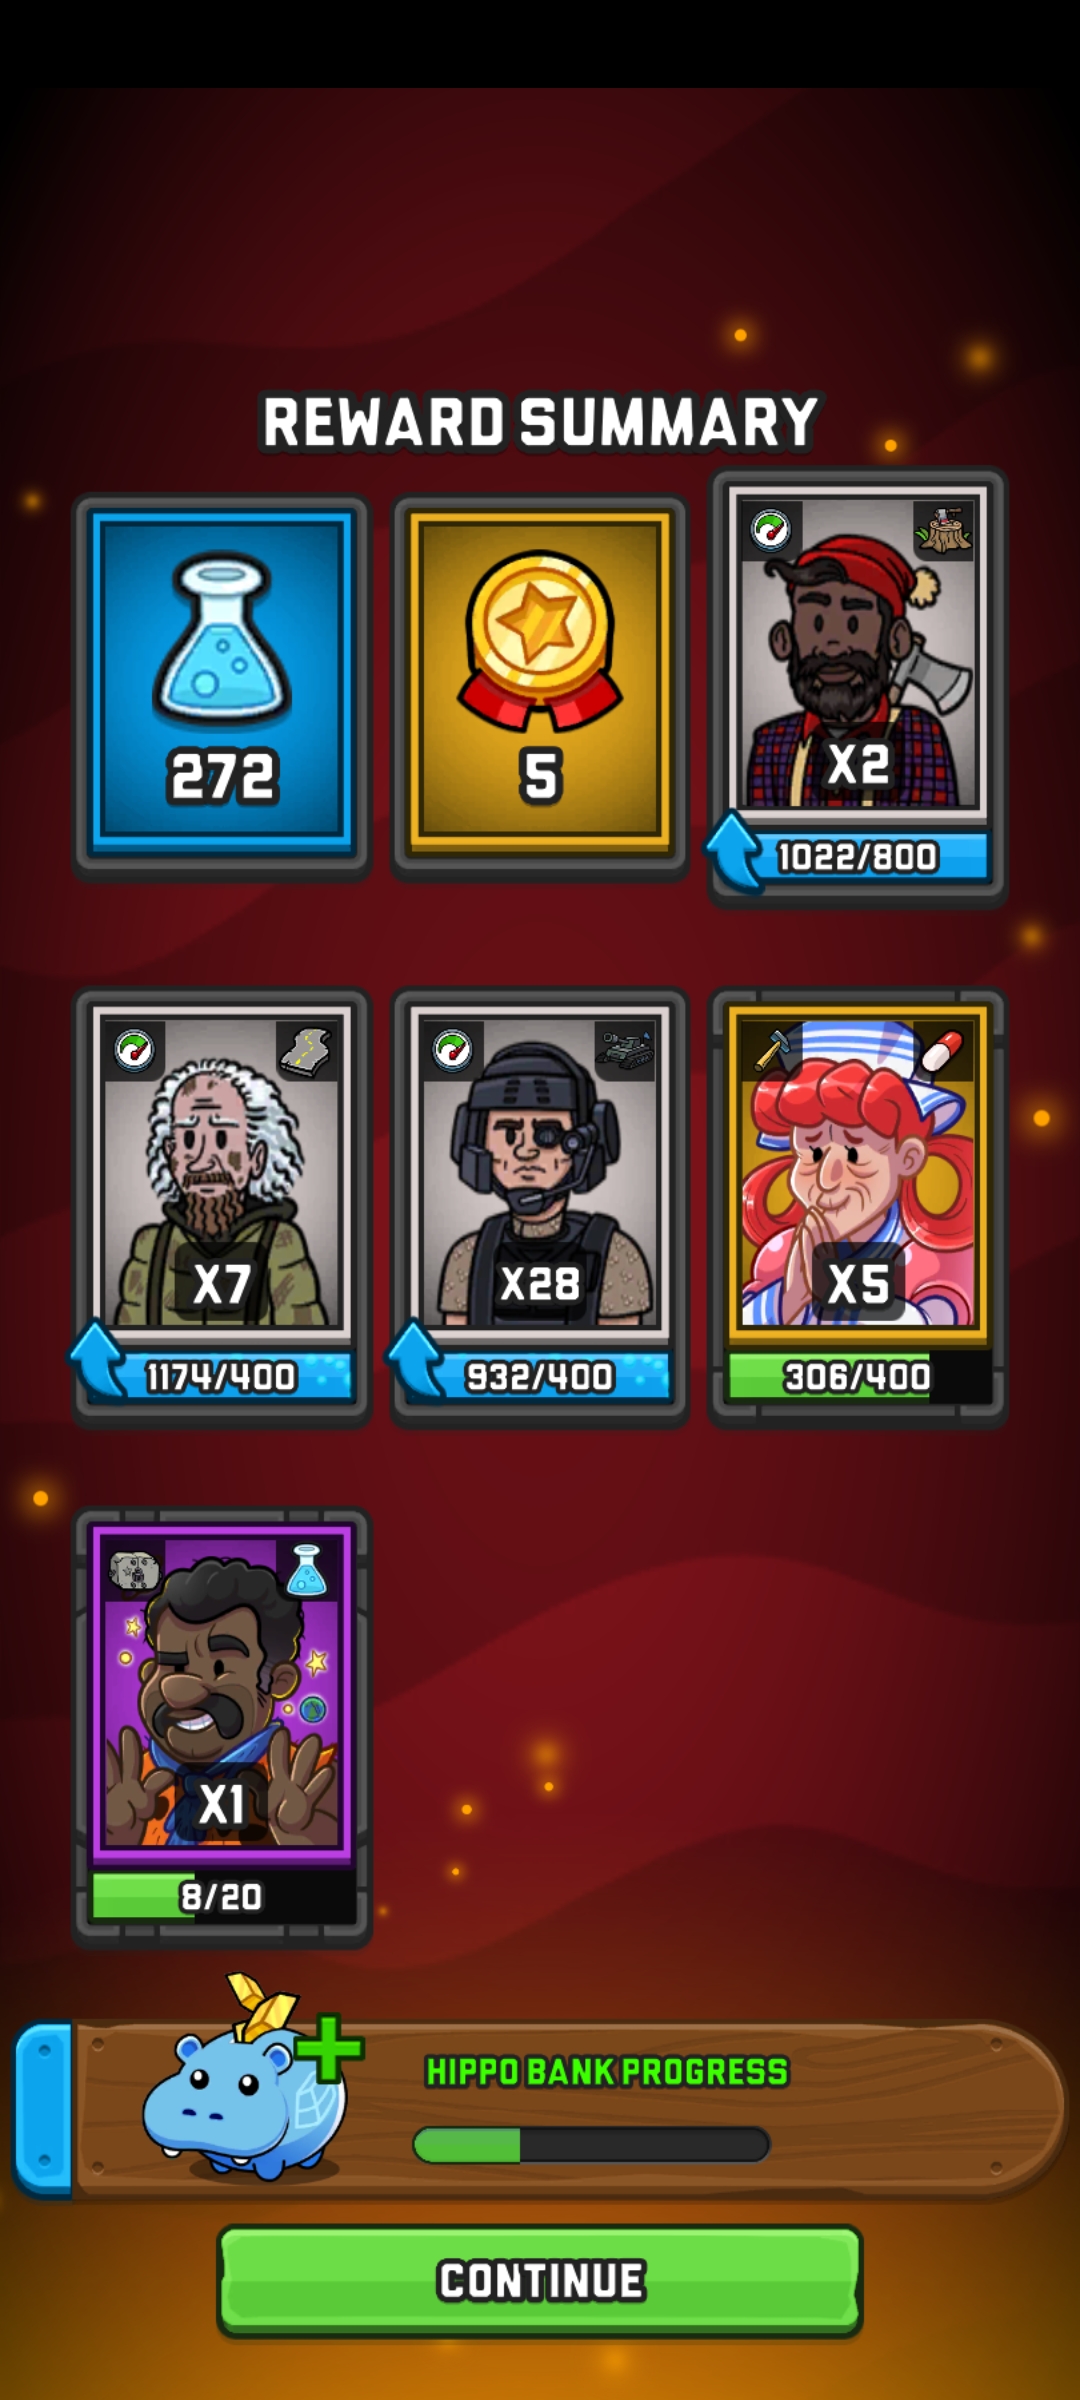 REWARD SUMMARY
272
5
X2
1022/800
X7
1174/400
X28
932/400
X5
306/400
X1
8/20
HIPPO BANK PROGRESS
CONTINUE